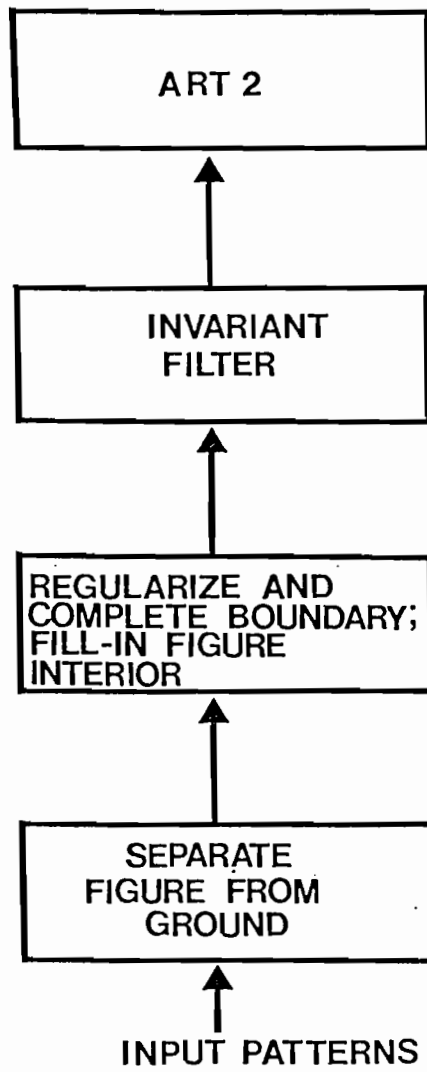 ART 2
INVARIANT
FILTER
REGULARIZE AND
COMPLETE BOUNDARY;
FILL-IN FIGURE
INTERIOR
SEPARATE
FIGURE FROM
GROUND
INPUT PATTERNS